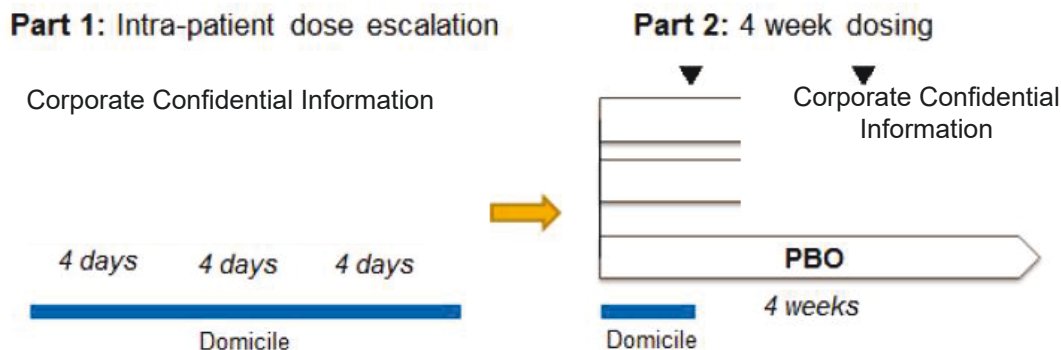 Part 1: Intra-patient dose escalation
Corporate Confidential Information
4 days 4 days 4 days
Domicile
Part 2: 4 week dosing
Corporate Confidential
Information
PBO
4 weeks
Domicile